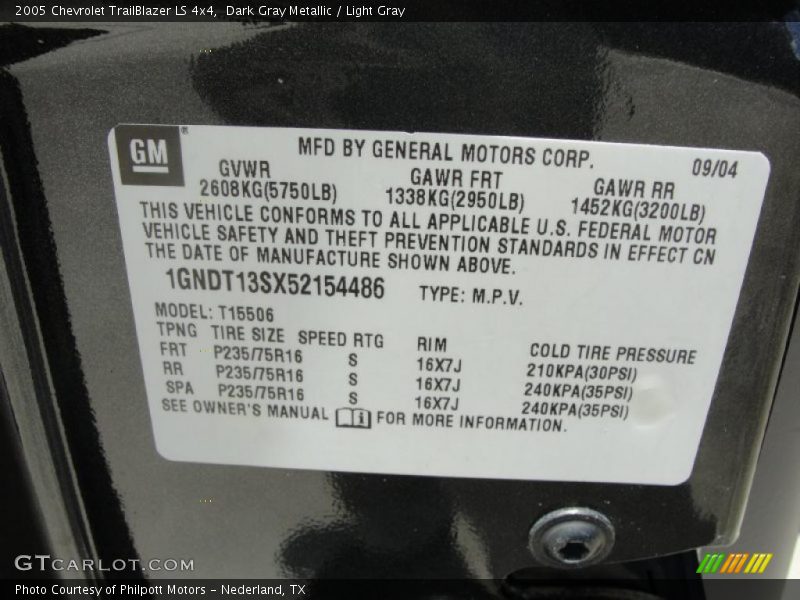 2005 Chevrolet TrailBlazer LS 4x4, Dark Gray Metallic / Light Gray
GM®
MFD BY GENERAL MOTORS CORP. 09/04
GVWR GAWR FRT GAWR RR
2608KG(5750LB) 1338KG(2950LB) 1452KG(3200LB)
THIS VEHICLE CONFORMS TO ALL APPLICABLE U.S. FEDERAL MOTOR
VEHICLE SAFETY AND THEFT PREVENTION STANDARDS IN EFFECT ON
THE DATE OF MANUFACTURE SHOWN ABOVE.
1GNDT13SX52154486 TYPE: M.P.V.
MODEL: T15506
TPNG TIRE SIZE SPEED RTG RIM COLD TIRE PRESSURE
FRT P235/75R16 S 16X7J 210KPA(30PSI)
RR P235/75R16 S 16X7J 240KPA(35PSI)
SPA P235/75R16 S 16X7J 240KPA(35PSI)
SEE OWNER'S MANUAL FOR MORE INFORMATION.
GTCARLOT.COM
Photo Courtesy of Philpott Motors - Nederland, TX